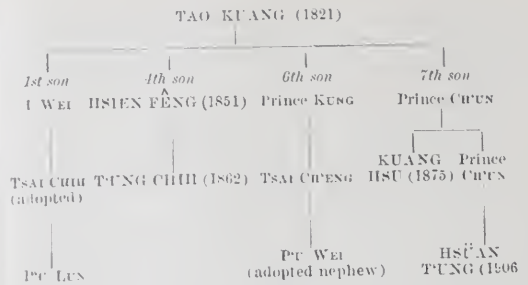 TAO KUANG (1821)
1st son 4th son 6th son 7th son
I WEI HSIEN FÊNG (1851) Prince KUNG Prince CH'UN
KUANG Prince
TSAI CHIH T'UNG CHIH (1862) TSAI CH'ENG HSU (1875) CH'UN
(adopted)
P'U WEI HSÜAN
P'U LUN (adopted nephew) T'UNG (1906